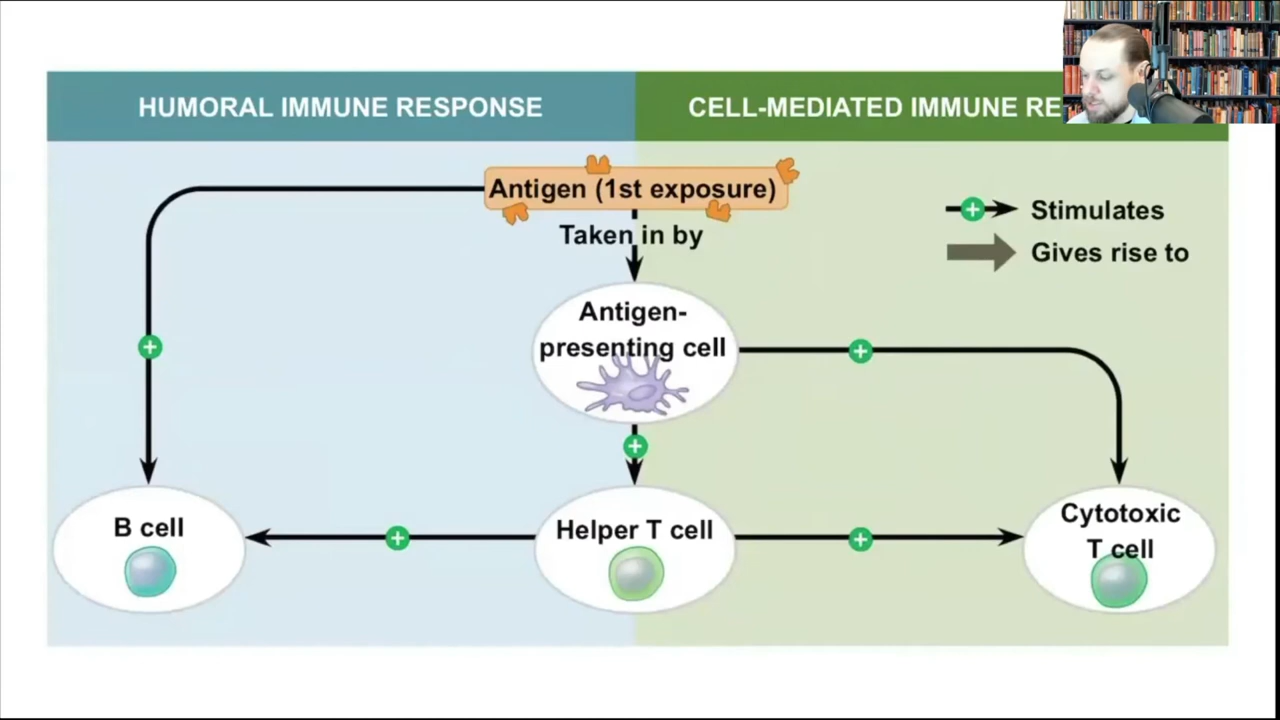 HUMORAL IMMUNE RESPONSE
CELL-MEDIATED IMMUNE
Antigen (1st exposure)
Taken in by
Stimulates
Gives rise to
Antigen-
presenting cell
B cell
Helper T cell
Cytotoxic
T cell